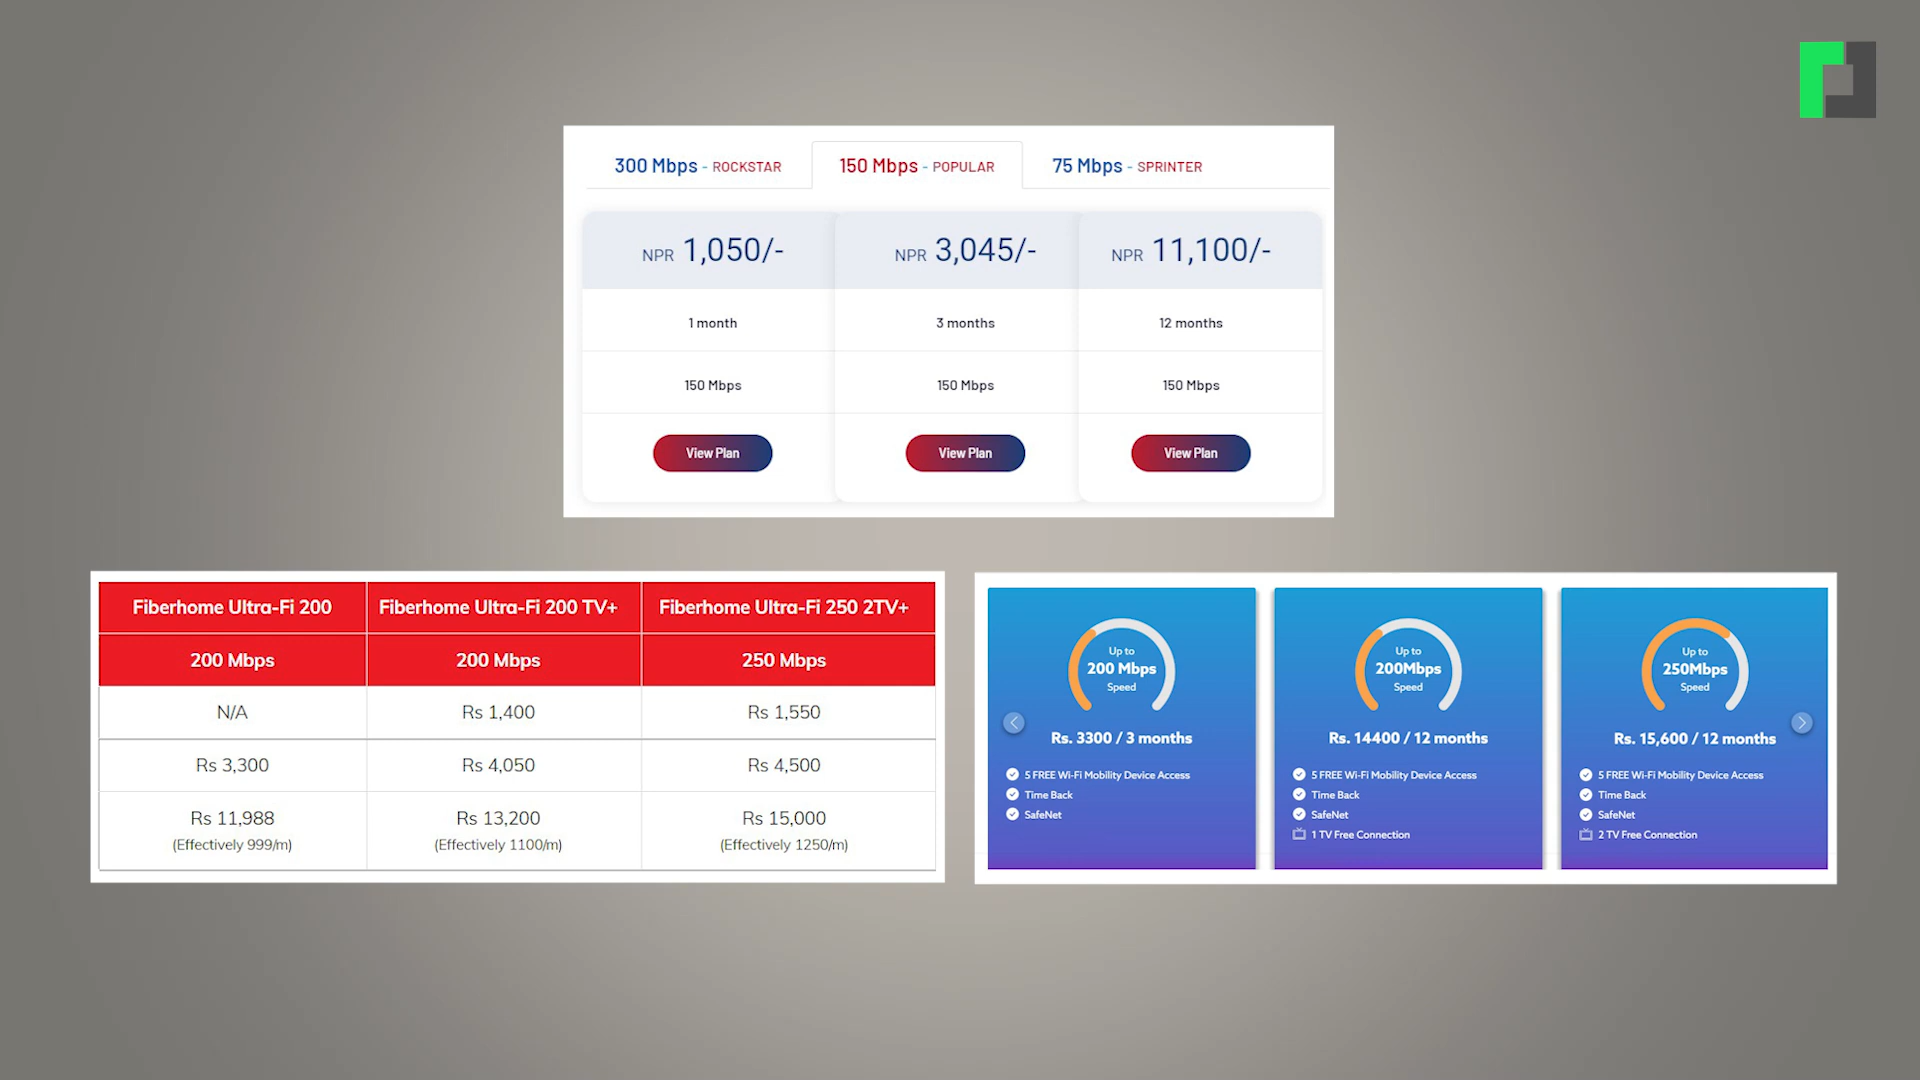 300 Mbps - ROCKSTAR
150 Mbps - POPULAR
75 Mbps - SPRINTER
NPR 1,050/-
NPR 3,045/-
NPR 11,100/-
1 month
3 months
12 months
150 Mbps
150 Mbps
150 Mbps
View Plan
View Plan
View Plan
Fiberhome Ultra-Fi 200
Fiberhome Ultra-Fi 200 TV+
Fiberhome Ultra-Fi 250 2TV+
200 Mbps
200 Mbps
250 Mbps
N/A
Rs 1,400
Rs 1,550
Rs 3,300
Rs 4,050
Rs 4,500
Rs 11,988
(Effectively 999/m)
Rs 13,200
(Effectively 1100/m)
Rs 15,000
(Effectively 1250/m)
Up to
200 Mbps
Speed
Rs. 3300 / 3 months
5 FREE Wi-Fi Mobility Device Access
Time Back
SafeNet
Up to
200Mbps
Speed
Rs. 14400 / 12 months
5 FREE Wi-Fi Mobility Device Access
Time Back
SafeNet
1 TV Free Connection
Up to
250Mbps
Speed
Rs. 15,600 / 12 months
5 FREE Wi-Fi Mobility Device Access
Time Back
SafeNet
2 TV Free Connection